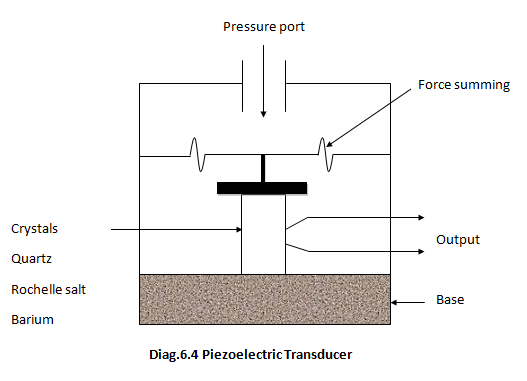 Pressure port
Force summing
Crystals
Quartz
Rochelle salt
Barium
Output
Base
Diag.6.4 Piezoelectric Transducer